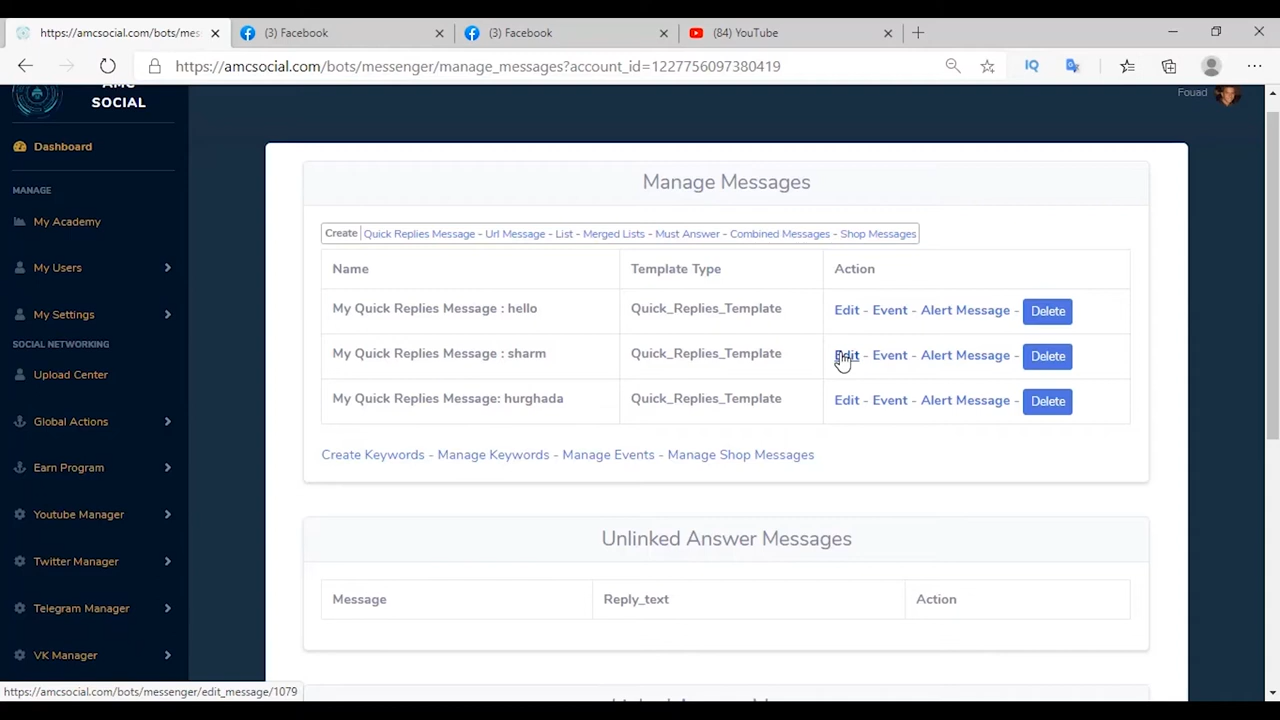 https://amcsocial.com/bots/mes
(3) Facebook
(3) Facebook
(84) YouTube
https://amcsocial.com/bots/messenger/manage_messages?account_id=1227756097380419
IQ
AMC
SOCIAL
Fouad
Dashboard
MANAGE
My Academy
My Users
My Settings
SOCIAL NETWORKING
Upload Center
Global Actions
Earn Program
Youtube Manager
Twitter Manager
Telegram Manager
VK Manager
Manage Messages
Create Quick Replies Message - Url Message - List - Merged Lists - Must Answer - Combined Messages - Shop Messages
Name Template Type Action
My Quick Replies Message : hello Quick_Replies_Template Edit - Event - Alert Message - Delete
My Quick Replies Message : sharm Quick_Replies_Template Edit - Event - Alert Message - Delete
My Quick Replies Message: hurghada Quick_Replies_Template Edit - Event - Alert Message - Delete
Create Keywords - Manage Keywords - Manage Events - Manage Shop Messages
Unlinked Answer Messages
Message Reply_text Action
https://amcsocial.com/bots/messenger/edit_message/1079